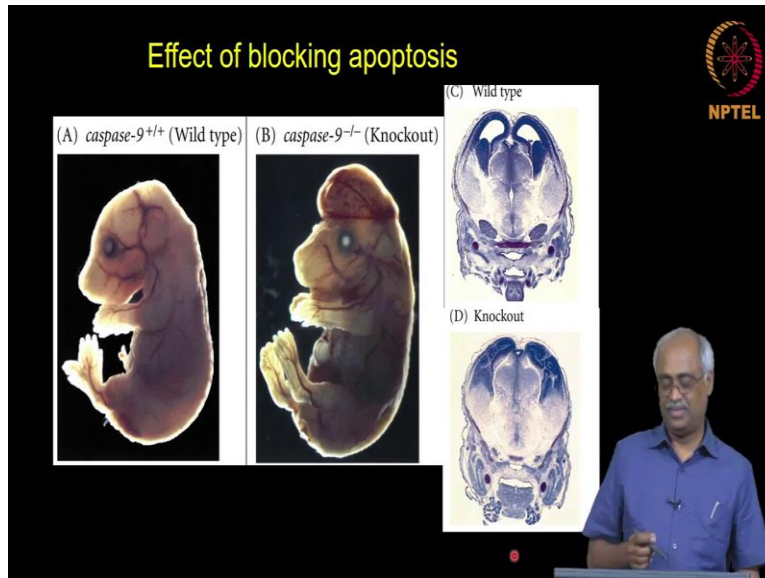 Effect of blocking apoptosis
NPTEL
(A) caspase-9+/+ (Wild type)
(B) caspase-9−/− (Knockout)
(C) Wild type
(D) Knockout